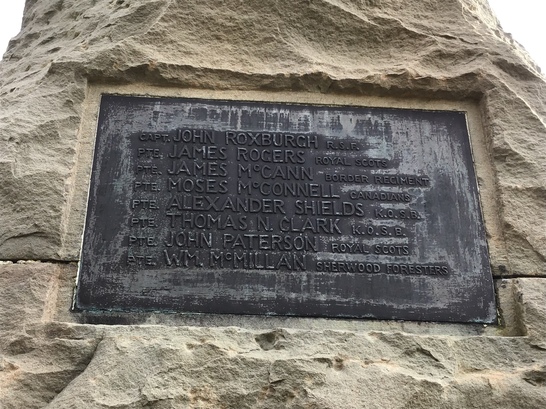 CAPT. JOHN ROXBURGH R.S.F.
PTE. JAMES ROGERS ROYAL SCOTS
PTE. JAMES McCANN BORDER REGIMENT
PTE. MOSES McCONNELL CANADIANS
PTE. ALEXANDER SHIELDS K.O.S.B.
PTE. THOMAS N. CLARK K.O.S.B.
PTE. JOHN PATERSON ROYAL SCOTS
PTE. WM. McMILLAN SHERWOOD FORESTERS